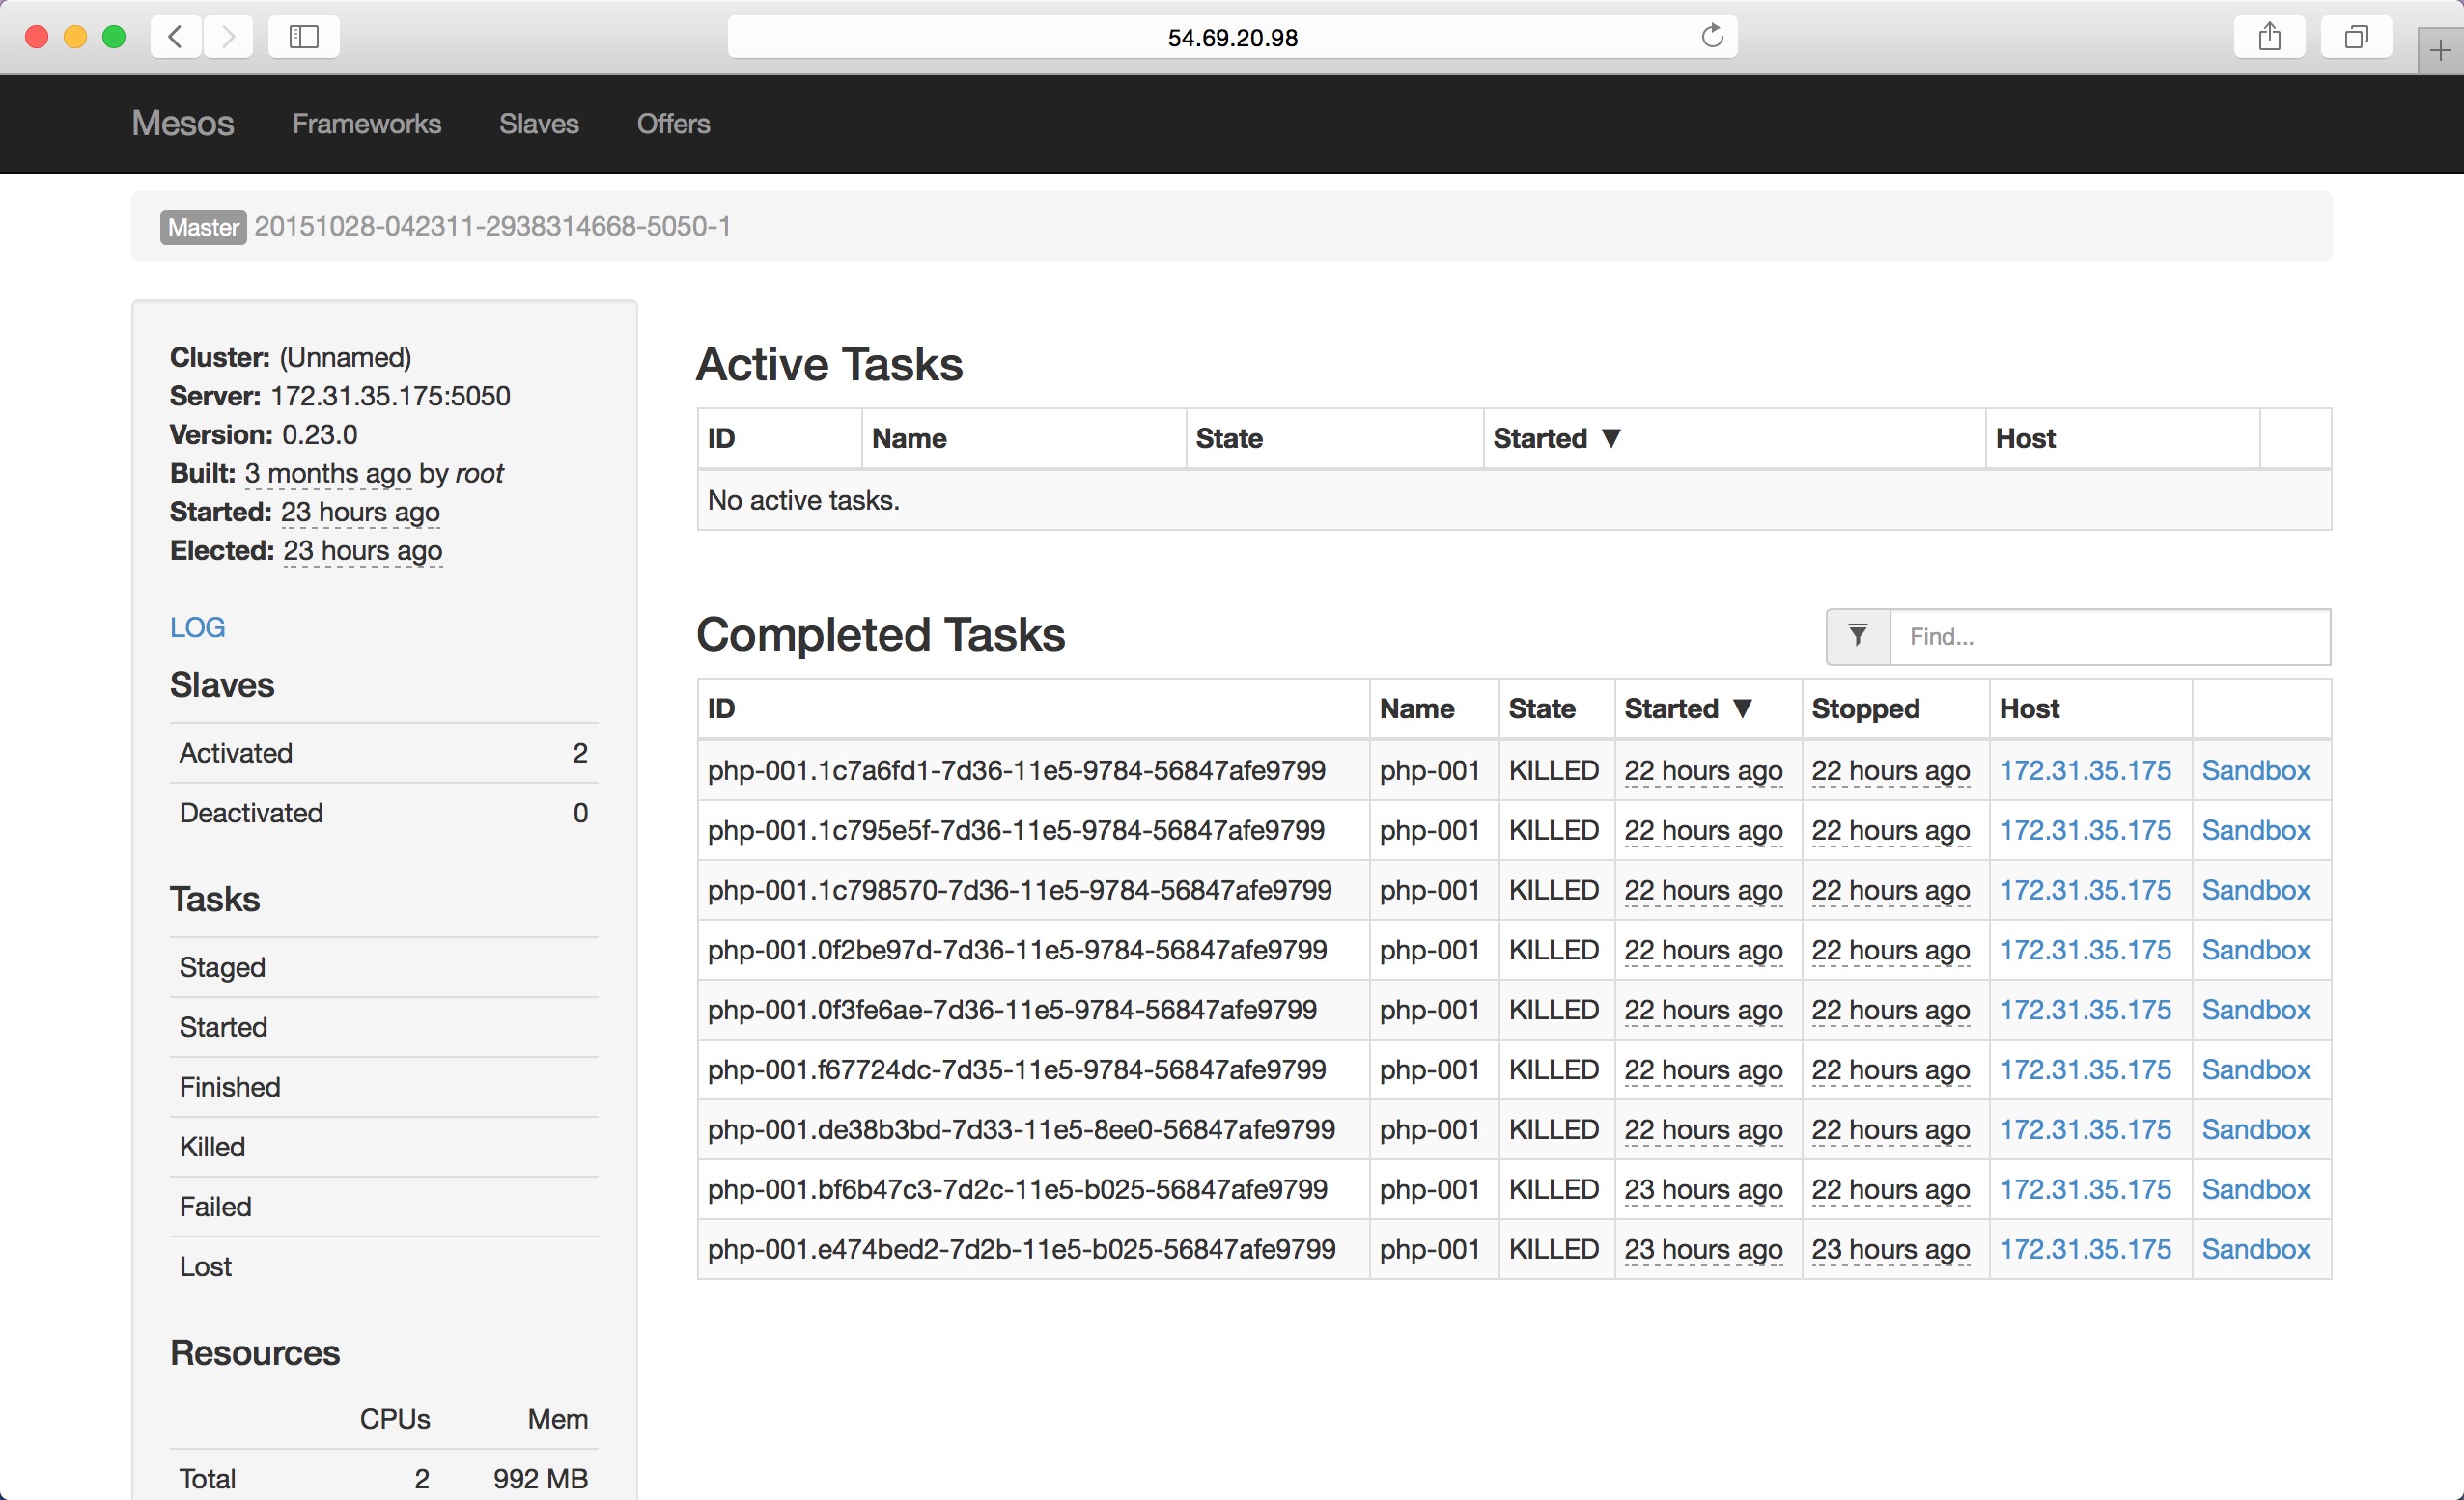 54.69.20.98
Mesos Frameworks Slaves Offers
Master 20151028-042311-2938314668-5050-1
Cluster: (Unnamed)
Server: 172.31.35.175:5050
Version: 0.23.0
Built: 3 months ago by root
Started: 23 hours ago
Elected: 23 hours ago
LOG
Slaves
Activated 2
Deactivated 0
Tasks
Staged
Started
Finished
Killed
Failed
Lost
Resources
CPUs Mem
Total 2 992 MB
Active Tasks
ID Name State Started ▼ Host
No active tasks.
Completed Tasks
Find...
ID Name State Started ▼ Stopped Host
php-001.1c7a6fd1-7d36-11e5-9784-56847afe9799 php-001 KILLED 22 hours ago 22 hours ago 172.31.35.175 Sandbox
php-001.1c795e5f-7d36-11e5-9784-56847afe9799 php-001 KILLED 22 hours ago 22 hours ago 172.31.35.175 Sandbox
php-001.1c798570-7d36-11e5-9784-56847afe9799 php-001 KILLED 22 hours ago 22 hours ago 172.31.35.175 Sandbox
php-001.0f2be97d-7d36-11e5-9784-56847afe9799 php-001 KILLED 22 hours ago 22 hours ago 172.31.35.175 Sandbox
php-001.0f3fe6ae-7d36-11e5-9784-56847afe9799 php-001 KILLED 22 hours ago 22 hours ago 172.31.35.175 Sandbox
php-001.f67724dc-7d35-11e5-9784-56847afe9799 php-001 KILLED 22 hours ago 22 hours ago 172.31.35.175 Sandbox
php-001.de38b3bd-7d33-11e5-8ee0-56847afe9799 php-001 KILLED 22 hours ago 22 hours ago 172.31.35.175 Sandbox
php-001.bf6b47c3-7d2c-11e5-b025-56847afe9799 php-001 KILLED 23 hours ago 22 hours ago 172.31.35.175 Sandbox
php-001.e474bed2-7d2b-11e5-b025-56847afe9799 php-001 KILLED 23 hours ago 23 hours ago 172.31.35.175 Sandbox